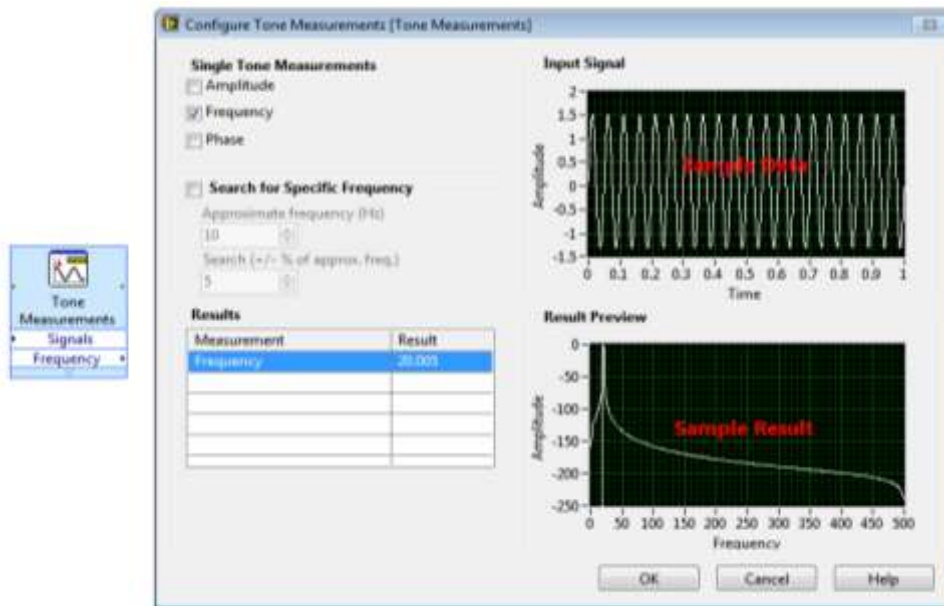 Configure Tone Measurements [Tone Measurements]
Single Tone Measurements
Amplitude
Frequency
Phase
Search for Specific Frequency
Approximate frequency (Hz)
10
Search (+/- % of approx. freq.)
5
Results
Measurement Result
Frequency 20.005
Input Signal
Amplitude
2
1.5
1
0.5
0
-0.5
-1
-1.5
Sample Data
0 0.1 0.2 0.3 0.4 0.5 0.6 0.7 0.8 0.9 1
Time
Result Preview
Amplitude
0
-50
-100
-150
-200
-250
Sample Result
0 50 100 150 200 250 300 350 400 450 500
Frequency
OK Cancel Help
Tone
Measurements
Signals
Frequency